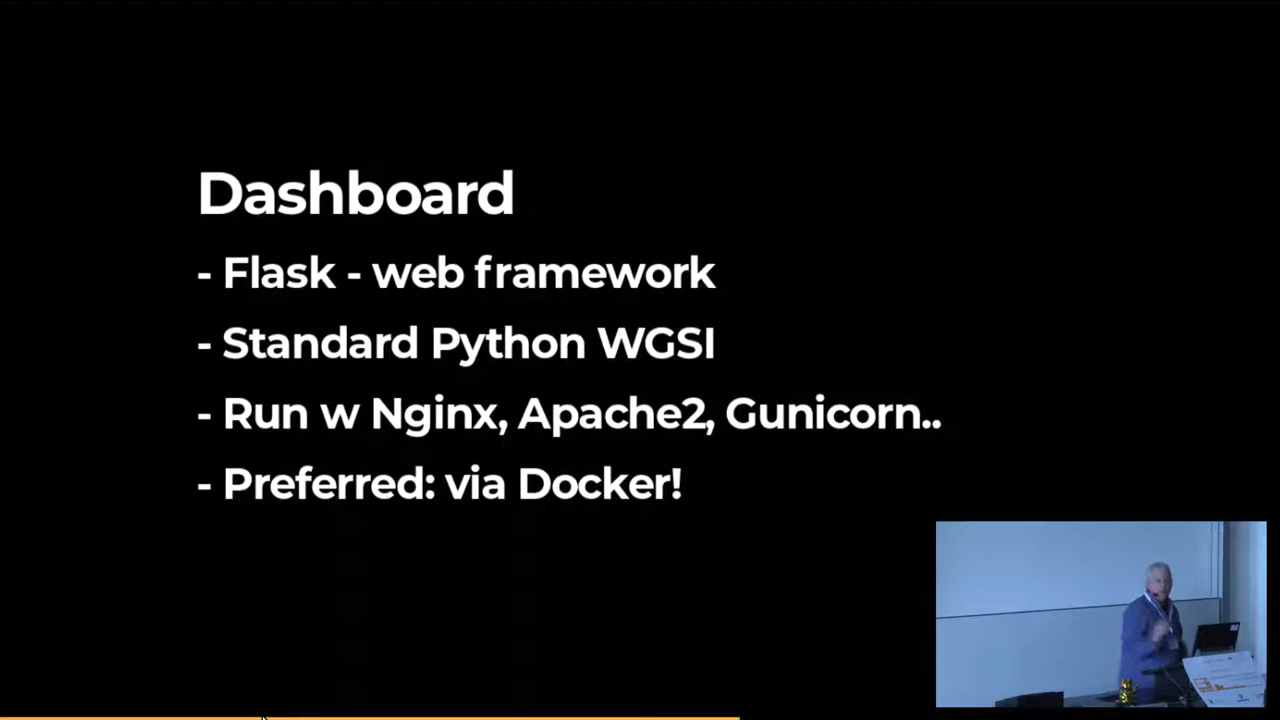 Dashboard
- Flask - web framework
- Standard Python WGSI
- Run w Nginx, Apache2, Gunicorn..
- Preferred: via Docker!